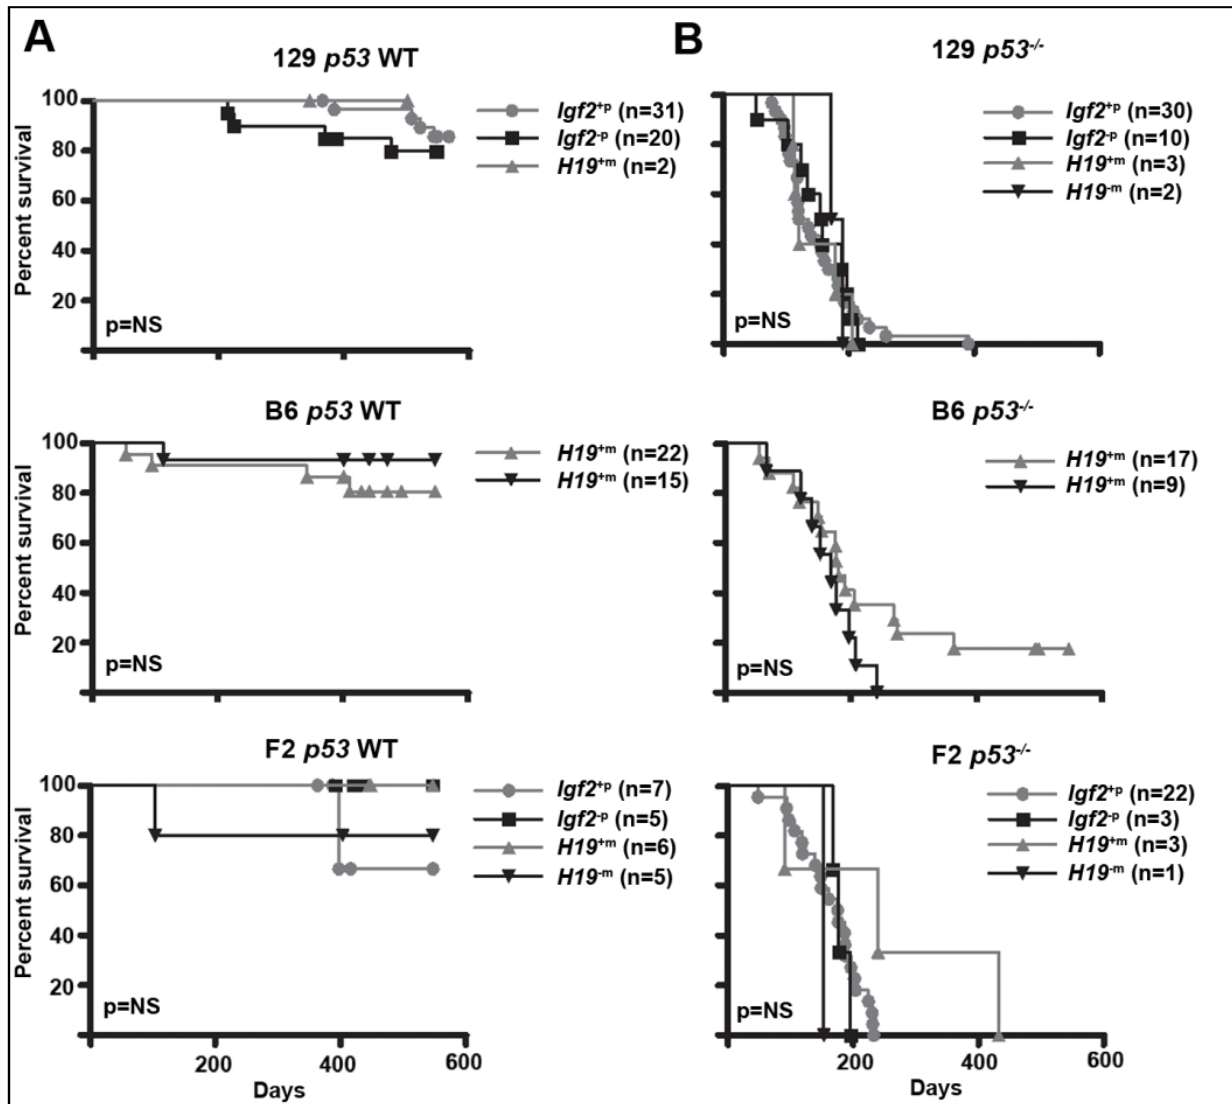 A
B
129 p53 WT
100
80
60
40
20
Percent survival
p=NS
Igf2+p (n=31)
Igf2-p (n=20)
H19+m (n=2)
129 p53-/-
p=NS
Igf2+p (n=30)
Igf2-p (n=10)
H19+m (n=3)
H19-m (n=2)
B6 p53 WT
100
80
60
40
20
Percent survival
p=NS
H19+m (n=22)
H19+m (n=15)
B6 p53-/-
p=NS
H19+m (n=17)
H19+m (n=9)
F2 p53 WT
100
80
60
40
20
Percent survival
p=NS
Igf2+p (n=7)
Igf2-p (n=5)
H19+m (n=6)
H19-m (n=5)
200
400
600
Days
F2 p53-/-
p=NS
Igf2+p (n=22)
Igf2-p (n=3)
H19+m (n=3)
H19-m (n=1)
200
400
600
Days